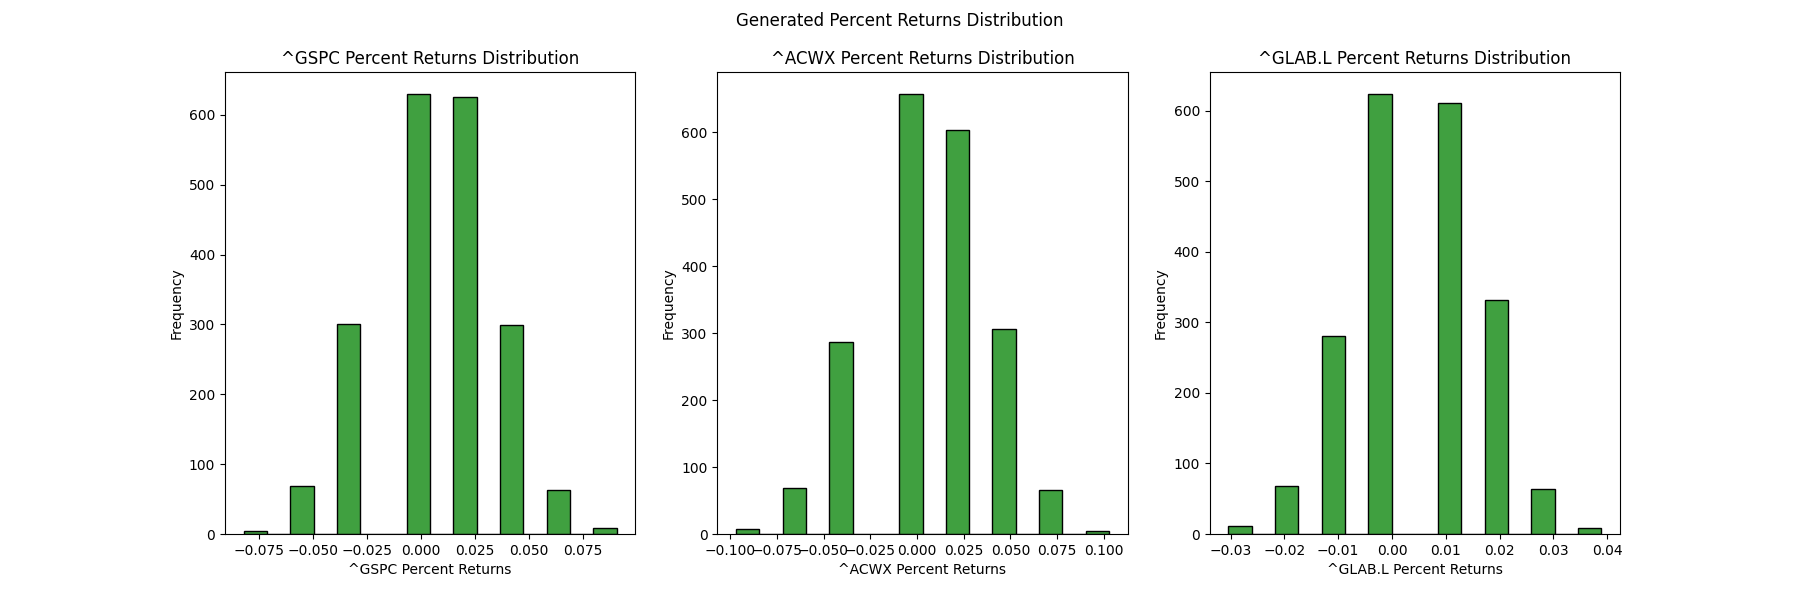 Generated Percent Returns Distribution
^GSPC Percent Returns Distribution
600
500
400
300
200
100
0
Frequency
−0.075 −0.050 −0.025 0.000 0.025 0.050 0.075
^GSPC Percent Returns
^ACWX Percent Returns Distribution
600
500
400
300
200
100
0
Frequency
−0.100 −0.075 −0.050 −0.025 0.000 0.025 0.050 0.075 0.100
^ACWX Percent Returns
^GLAB.L Percent Returns Distribution
600
500
400
300
200
100
0
Frequency
−0.03 −0.02 −0.01 0.00 0.01 0.02 0.03 0.04
^GLAB.L Percent Returns